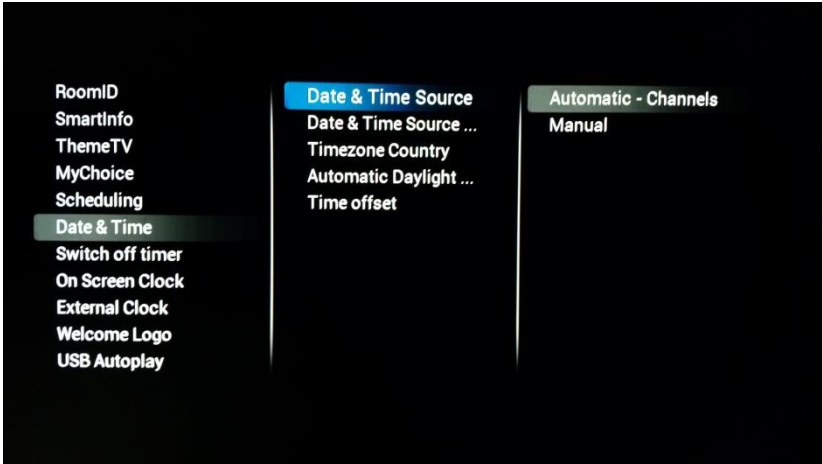 RoomID
SmartInfo
ThemeTV
MyChoice
Scheduling
Date & Time
Switch off timer
On Screen Clock
External Clock
Welcome Logo
USB Autoplay
Date & Time Source
Date & Time Source ...
Timezone Country
Automatic Daylight ...
Time offset
Automatic - Channels
Manual